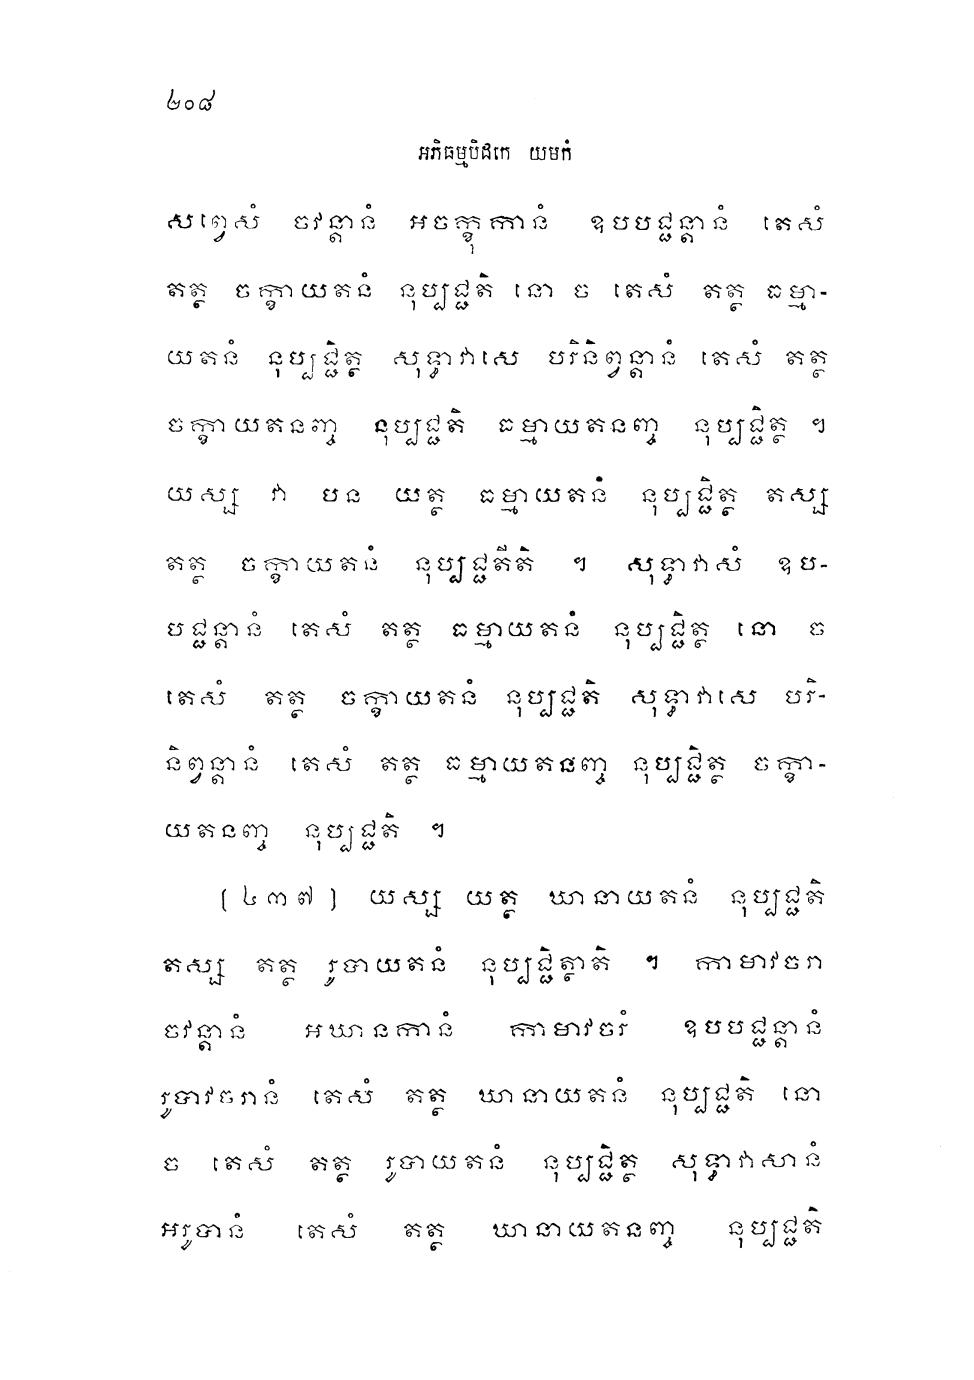 ២០៨
អភិធម្មបិដកេ យមកំ
សព្វេសំ ចវន្តានំ អចក្ខុកានំ ឧបបជ្ជន្តានំ តេសំ
តត្ថ ចក្ខាយតនំ នុប្បជ្ជតិ នោ ច តេសំ តត្ថ ធម្មា-
យតនំ នុប្បជ្ជិត្ថ សុទ្ធាវាសេ បរិនិព្វន្តានំ តេសំ តត្ថ
ចក្ខាយតនញ្ច នុប្បជ្ជតិ ធម្មាយតនញ្ច នុប្បជ្ជិត្ថ ។
យស្ស វា បន យត្ថ ធម្មាយតនំ នុប្បជ្ជិត្ថ តស្ស
តត្ថ ចក្ខាយតនំ នុប្បជ្ជតីតិ ។ សុទ្ធាវាសំ ឧប-
បជ្ជន្តានំ តេសំ តត្ថ ធម្មាយតនំ នុប្បជ្ជិត្ថ នោ ច
តេសំ តត្ថ ចក្ខាយតនំ នុប្បជ្ជតិ សុទ្ធាវាសេ បរិ-
និព្វន្តានំ តេសំ តត្ថ ធម្មាយតនញ្ច នុប្បជ្ជិត្ថ ចក្ខា-
យតនញ្ច នុប្បជ្ជតិ ។
[៤៣៧] យស្ស យត្ថ ឃានាយតនំ នុប្បជ្ជតិ
តស្ស តត្ថ រូបាយតនំ នុប្បជ្ជិត្ថាតិ ។ កាមាវចរា
ចវន្តានំ អឃានកានំ កាមាវចរំ ឧបបជ្ជន្តានំ
រូបាវចរានំ តេសំ តត្ថ ឃានាយតនំ នុប្បជ្ជតិ នោ
ច តេសំ តត្ថ រូបាយតនំ នុប្បជ្ជិត្ថ សុទ្ធាវាសានំ
អរូបានំ តេសំ តត្ថ ឃានាយតនញ្ច នុប្បជ្ជតិ